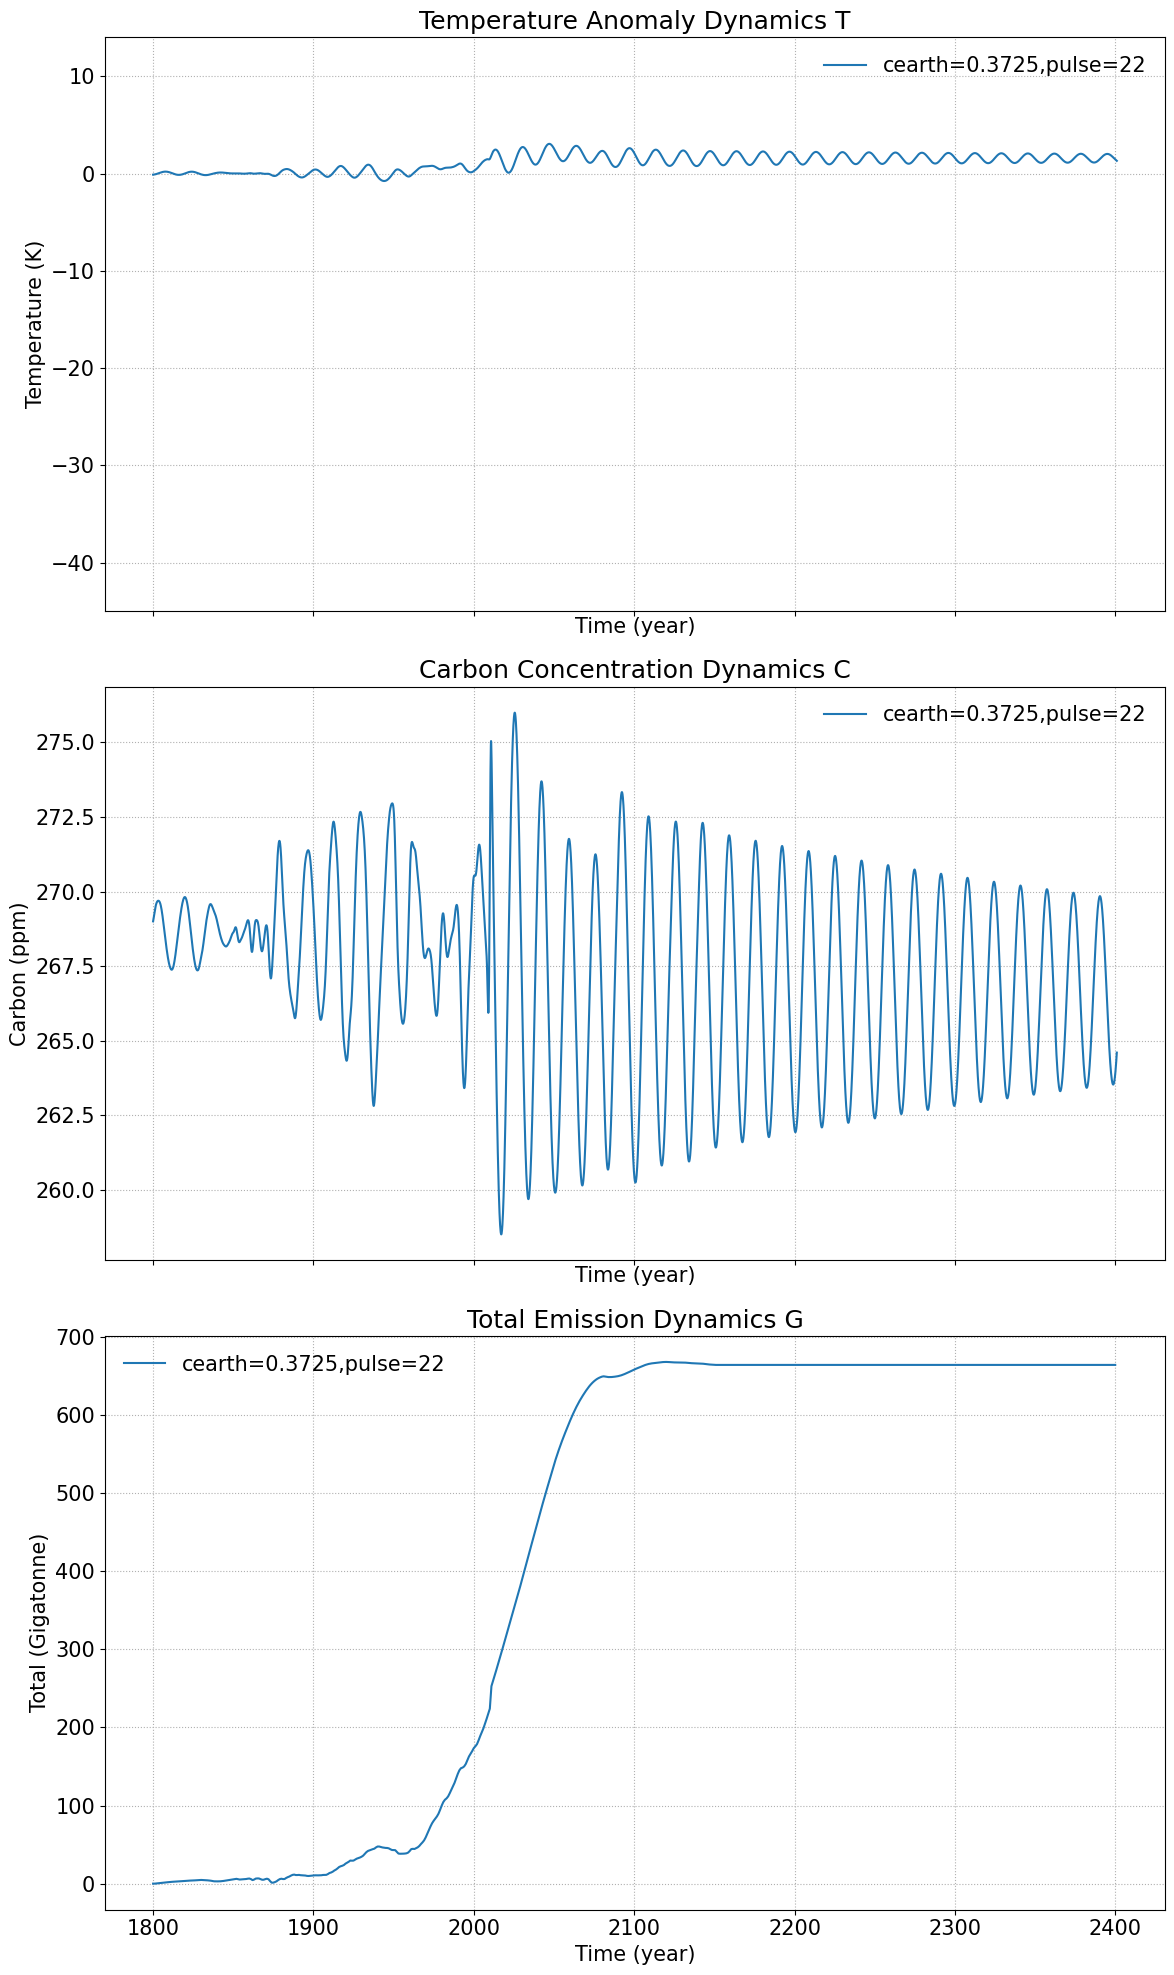 Temperature Anomaly Dynamics T
cearth=0.3725,pulse=22
10
0
−10
−20
−30
−40
Temperature (K)
Time (year)
Carbon Concentration Dynamics C
cearth=0.3725,pulse=22
275.0
272.5
270.0
267.5
265.0
262.5
260.0
Carbon (ppm)
Time (year)
Total Emission Dynamics G
cearth=0.3725,pulse=22
700
600
500
400
300
200
100
0
Total (Gigatonne)
1800 1900 2000 2100 2200 2300 2400
Time (year)